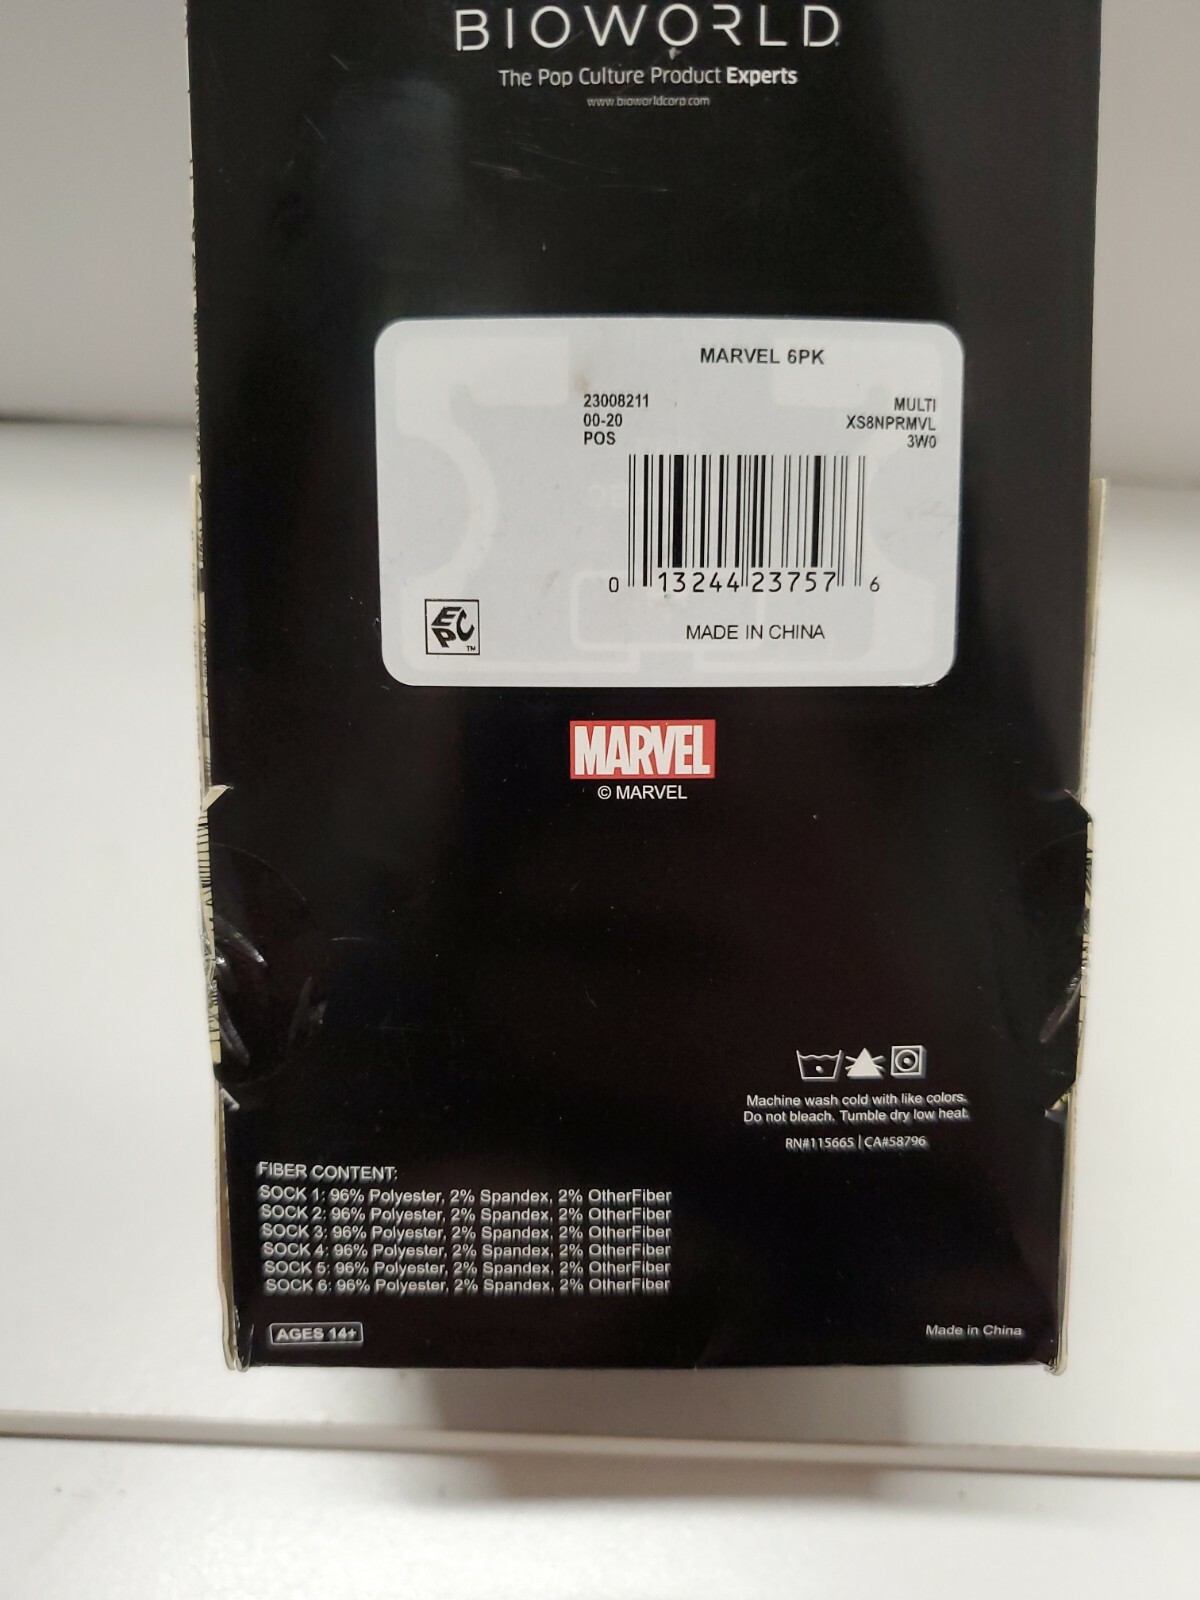 BIOWORLD
The Pop Culture Product Experts
www.bioworldcorp.com
MARVEL 6PK
23008211
00-20
POS
MULTI
XS8NPRMVL
3W0
0 13244 23757 6
EPC™
MADE IN CHINA
MARVEL
© MARVEL
Machine wash cold with like colors.
Do not bleach. Tumble dry low heat.
RN#115665 | CA#58796
FIBER CONTENT:
SOCK 1: 96% Polyester, 2% Spandex, 2% OtherFiber
SOCK 2: 96% Polyester, 2% Spandex, 2% OtherFiber
SOCK 3: 96% Polyester, 2% Spandex, 2% OtherFiber
SOCK 4: 96% Polyester, 2% Spandex, 2% OtherFiber
SOCK 5: 96% Polyester, 2% Spandex, 2% OtherFiber
SOCK 6: 96% Polyester, 2% Spandex, 2% OtherFiber
AGES 14+
Made in China